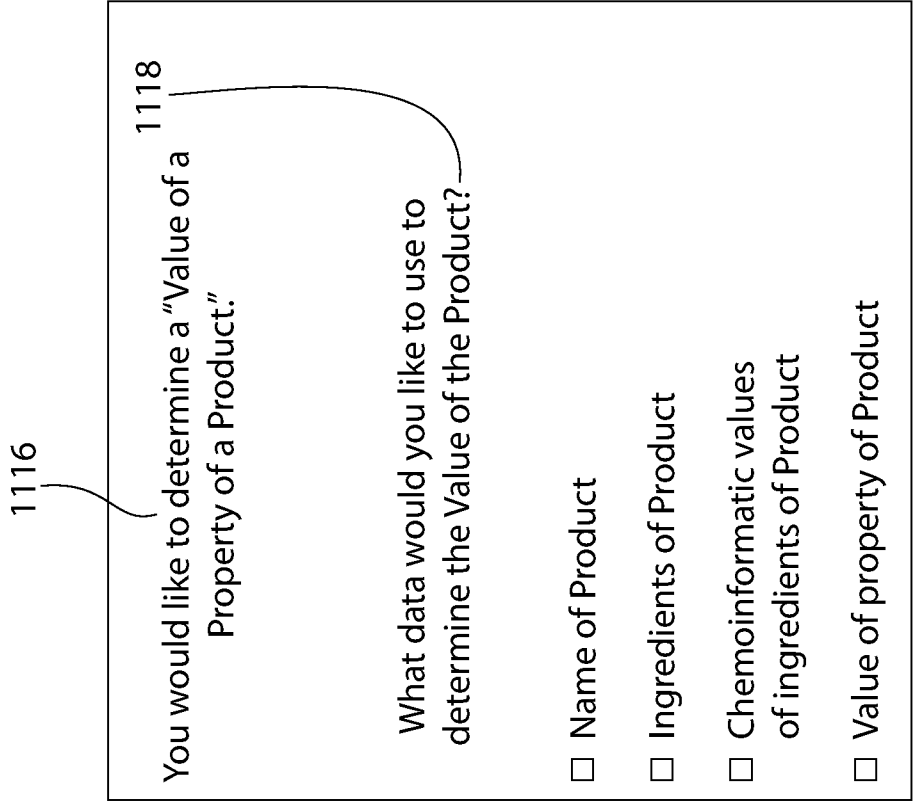 1116
You would like to determine a “Value of a
Property of a Product.”
1118
What data would you like to use to
determine the Value of the Product?
Name of Product
Ingredients of Product
Chemoinformatic values
of ingredients of Product
Value of property of Product